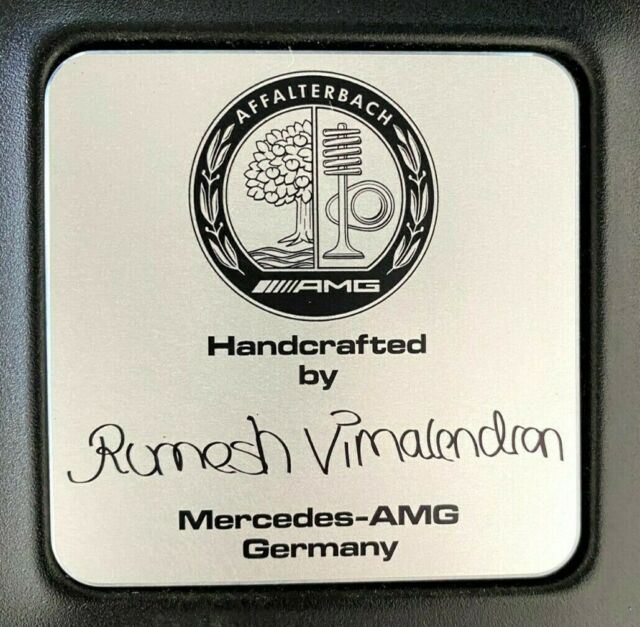 AFFALTERBACH
AMG
Handcrafted
by
Rumesh Vimalendran
Mercedes-AMG
Germany